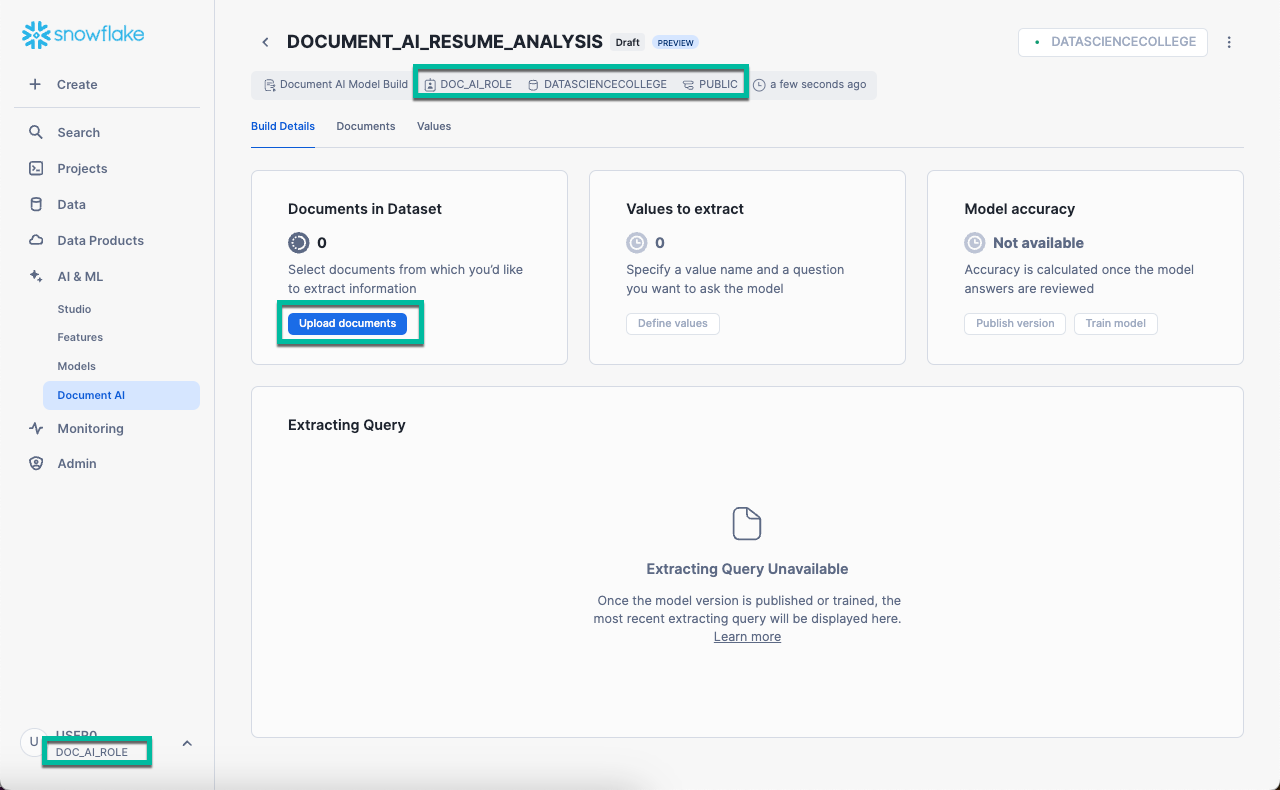 snowflake
Create
Search
Projects
Data
Data Products
AI & ML
Studio
Features
Models
Document AI
Monitoring
Admin
U
USER0
DOC_AI_ROLE
DOCUMENT_AI_RESUME_ANALYSIS Draft PREVIEW
DATASCIENCECOLLEGE
Document AI Model Build DOC_AI_ROLE DATASCIENCECOLLEGE PUBLIC a few seconds ago
Build Details Documents Values
Documents in Dataset
0
Select documents from which you'd like
to extract information
Upload documents
Values to extract
0
Specify a value name and a question
you want to ask the model
Define values
Model accuracy
Not available
Accuracy is calculated once the model
answers are reviewed
Publish version Train model
Extracting Query
Extracting Query Unavailable
Once the model version is published or trained, the
most recent extracting query will be displayed here.
Learn more